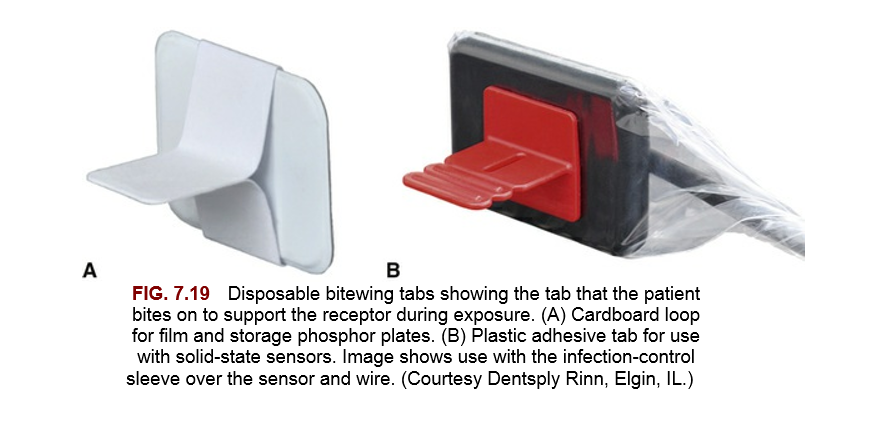 A
B
FIG. 7.19 Disposable bitewing tabs showing the tab that the patient
bites on to support the receptor during exposure. (A) Cardboard loop
for film and storage phosphor plates. (B) Plastic adhesive tab for use
with solid-state sensors. Image shows use with the infection-control
sleeve over the sensor and wire. (Courtesy Dentsply Rinn, Elgin, IL.)